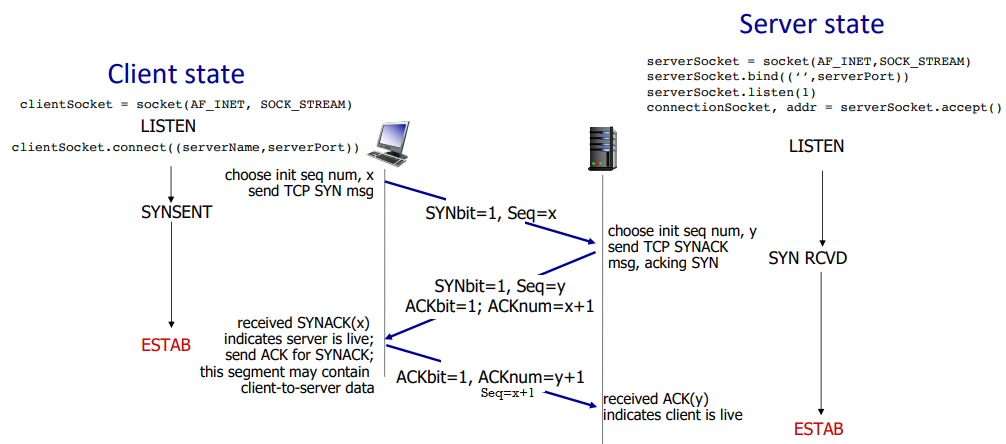 Server state
serverSocket = socket(AF_INET,SOCK_STREAM)
serverSocket.bind((‘’,serverPort))
serverSocket.listen(1)
connectionSocket, addr = serverSocket.accept()
LISTEN
Client state
clientSocket = socket(AF_INET, SOCK_STREAM)
LISTEN
clientSocket.connect((serverName,serverPort))
choose init seq num, x
send TCP SYN msg
SYNSENT
SYNbit=1, Seq=x
choose init seq num, y
send TCP SYNACK
msg, acking SYN
SYN RCVD
SYNbit=1, Seq=y
ACKbit=1; ACKnum=x+1
received SYNACK(x)
indicates server is live;
send ACK for SYNACK;
this segment may contain
client-to-server data
ESTAB
ACKbit=1, ACKnum=y+1
Seq=x+1
received ACK(y)
indicates client is live
ESTAB